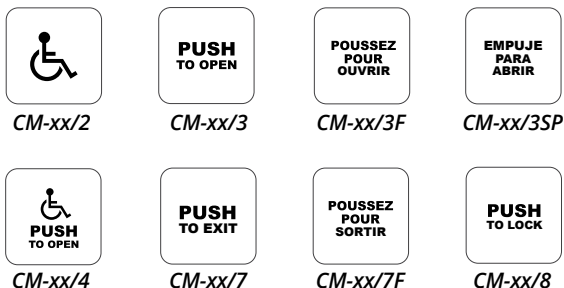 PUSH
TO OPEN
POUSSEZ
POUR
OUVRIR
EMPUJE
PARA
ABRIR
CM-xx/2
CM-xx/3
CM-xx/3F
CM-xx/3SP
PUSH
TO OPEN
PUSH
TO EXIT
POUSSEZ
POUR
SORTIR
PUSH
TO LOCK
CM-xx/4
CM-xx/7
CM-xx/7F
CM-xx/8